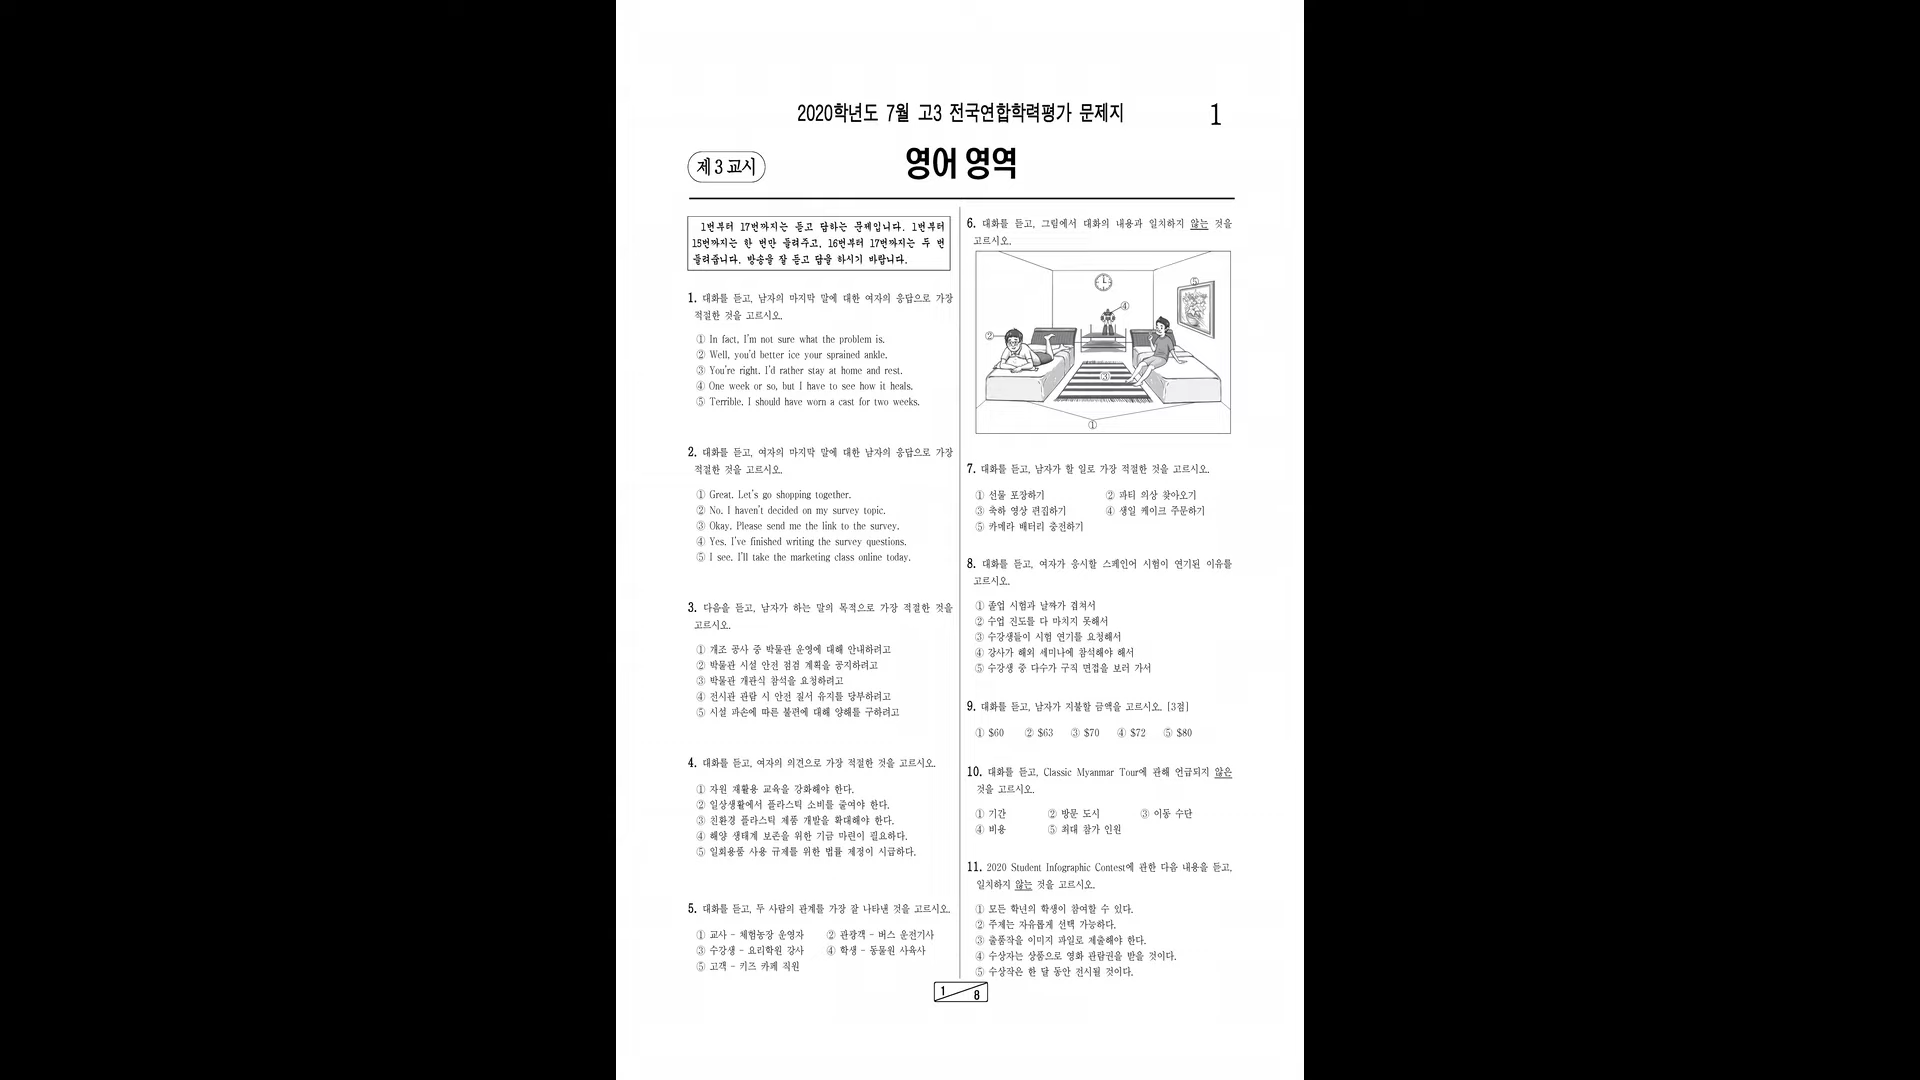 2020학년도 7월 고3 전국연합학력평가 문제지
1
제 3 교시
영어 영역
1번부터 17번까지는 듣고 답하는 문제입니다. 1번부터
15번까지는 한 번만 들려주고, 16번부터 17번까지는 두 번
들려줍니다. 방송을 잘 듣고 답을 하시기 바랍니다.
1. 대화를 듣고, 남자의 마지막 말에 대한 여자의 응답으로 가장
적절한 것을 고르시오.
① In fact, I'm not sure what the problem is.
② Well, you'd better ice your sprained ankle.
③ You're right. I'd rather stay at home and rest.
④ One week or so, but I have to see how it heals.
⑤ Terrible. I should have worn a cast for two weeks.
2. 대화를 듣고, 여자의 마지막 말에 대한 남자의 응답으로 가장
적절한 것을 고르시오.
① Great. Let's go shopping together.
② No. I haven't decided on my survey topic.
③ Okay. Please send me the link to the survey.
④ Yes. I've finished writing the survey questions.
⑤ I see. I'll take the marketing class online today.
3. 다음을 듣고, 남자가 하는 말의 목적으로 가장 적절한 것을
고르시오.
① 개조 공사 중 박물관 운영에 대해 안내하려고
② 박물관 시설 안전 점검 계획을 공지하려고
③ 박물관 개관식 참석을 요청하려고
④ 전시관 관람 시 안전 질서 유지를 당부하려고
⑤ 시설 파손에 따른 불편에 대해 양해를 구하려고
4. 대화를 듣고, 여자의 의견으로 가장 적절한 것을 고르시오.
① 자원 재활용 교육을 강화해야 한다.
② 일상생활에서 플라스틱 소비를 줄여야 한다.
③ 친환경 플라스틱 제품 개발을 확대해야 한다.
④ 해양 생태계 보존을 위한 기금 마련이 필요하다.
⑤ 일회용품 사용 규제를 위한 법률 제정이 시급하다.
5. 대화를 듣고, 두 사람의 관계를 가장 잘 나타낸 것을 고르시오.
① 교사 - 체험농장 운영자 ② 관광객 - 버스 운전기사
③ 수강생 - 요리학원 강사 ④ 학생 - 동물원 사육사
⑤ 고객 - 키즈 카페 직원
6. 대화를 듣고, 그림에서 대화의 내용과 일치하지 않는 것을
고르시오.
⑤
④
②
③
①
7. 대화를 듣고, 남자가 할 일로 가장 적절한 것을 고르시오.
① 선물 포장하기 ② 파티 의상 찾아오기
③ 축하 영상 편집하기 ④ 생일 케이크 주문하기
⑤ 카메라 배터리 충전하기
8. 대화를 듣고, 여자가 응시할 스페인어 시험이 연기된 이유를
고르시오.
① 졸업 시험과 날짜가 겹쳐서
② 수업 진도를 다 마치지 못해서
③ 수강생들이 시험 연기를 요청해서
④ 강사가 해외 세미나에 참석해야 해서
⑤ 수강생 중 다수가 구직 면접을 보러 가서
9. 대화를 듣고, 남자가 지불할 금액을 고르시오. [3점]
① $60 ② $63 ③ $70 ④ $72 ⑤ $80
10. 대화를 듣고, Classic Myanmar Tour에 관해 언급되지 않은
것을 고르시오.
① 기간 ② 방문 도시 ③ 이동 수단
④ 비용 ⑤ 최대 참가 인원
11. 2020 Student Infographic Contest에 관한 다음 내용을 듣고,
일치하지 않는 것을 고르시오.
① 모든 학년의 학생이 참여할 수 있다.
② 주제는 자유롭게 선택 가능하다.
③ 출품작을 이미지 파일로 제출해야 한다.
④ 수상자는 상품으로 영화 관람권을 받을 것이다.
⑤ 수상작은 한 달 동안 전시될 것이다.
1 8